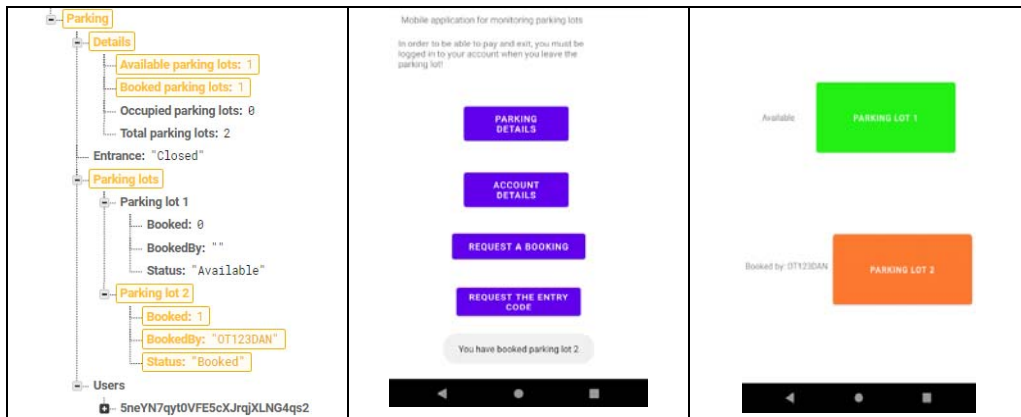 Parking
Details
Available parking lots: 1
Booked parking lots: 1
Occupied parking lots: 0
Total parking lots: 2
Entrance: "Closed"
Parking lots
Parking lot 1
Booked: 0
BookedBy: ""
Status: "Available"
Parking lot 2
Booked: 1
BookedBy: "OT123DAN"
Status: "Booked"
Users
5neYN7qyt0VFE5cXJrqjXLNG4qs2
Mobile application for monitoring parking lots
In order to be able to pay and exit, you must be
logged in to your account when you leave the
parking lot!
PARKING
DETAILS
ACCOUNT
DETAILS
REQUEST A BOOKING
REQUEST THE ENTRY
CODE
You have booked parking lot 2
Available
PARKING LOT 1
Booked by: OT123DAN
PARKING LOT 2